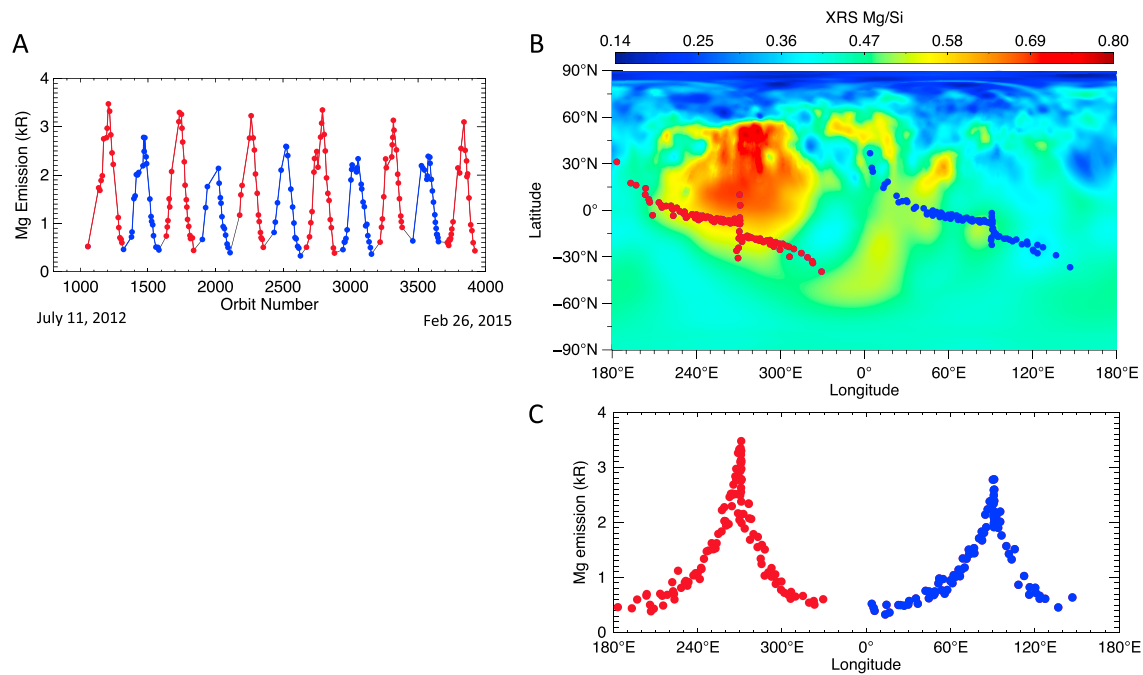 A
Mg Emission (kR)
4
3
2
1
0
1000 1500 2000 2500 3000 3500 4000
Orbit Number
July 11, 2012 Feb 26, 2015
B
XRS Mg/Si
0.14 0.25 0.36 0.47 0.58 0.69 0.80
Latitude
90°N
60°N
30°N
0°
−30°N
−60°N
−90°N
180°E 240°E 300°E 0° 60°E 120°E 180°E
Longitude
C
Mg emission (kR)
4
3
2
1
0
180°E 240°E 300°E 0° 60°E 120°E 180°E
Longitude